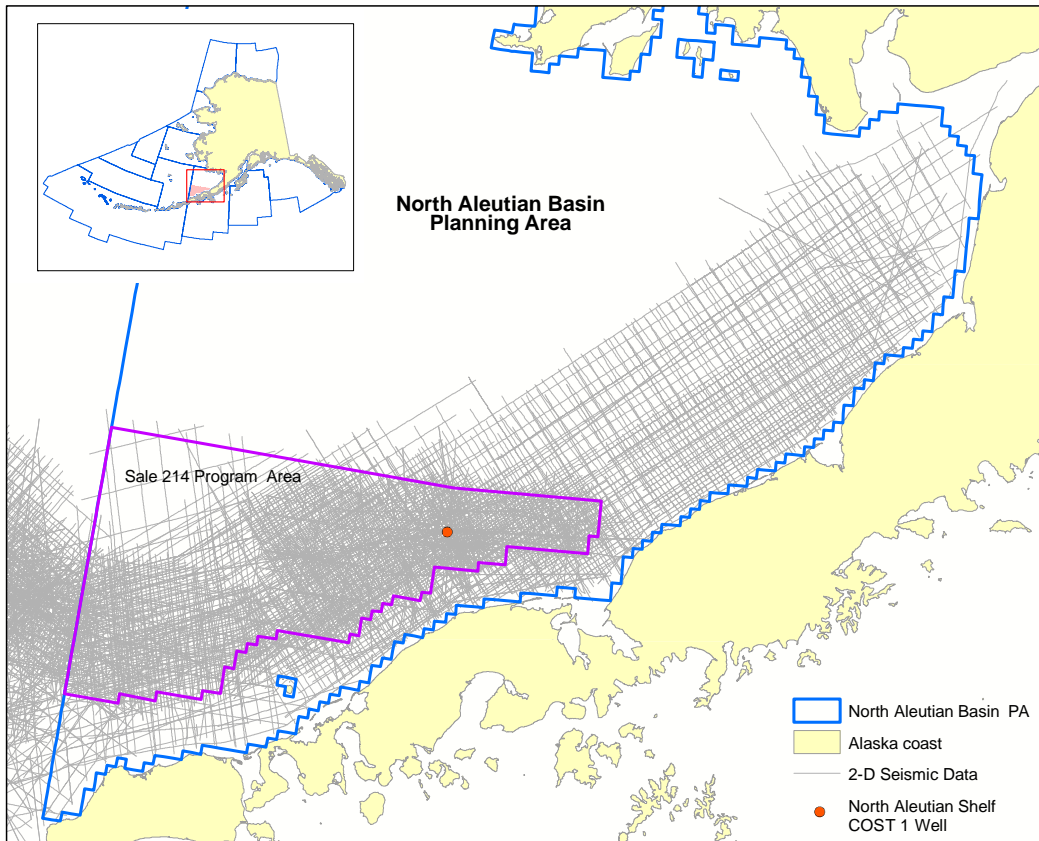 North Aleutian Basin
Planning Area
Sale 214 Program Area
North Aleutian Basin PA
Alaska coast
2-D Seismic Data
North Aleutian Shelf
COST 1 Well